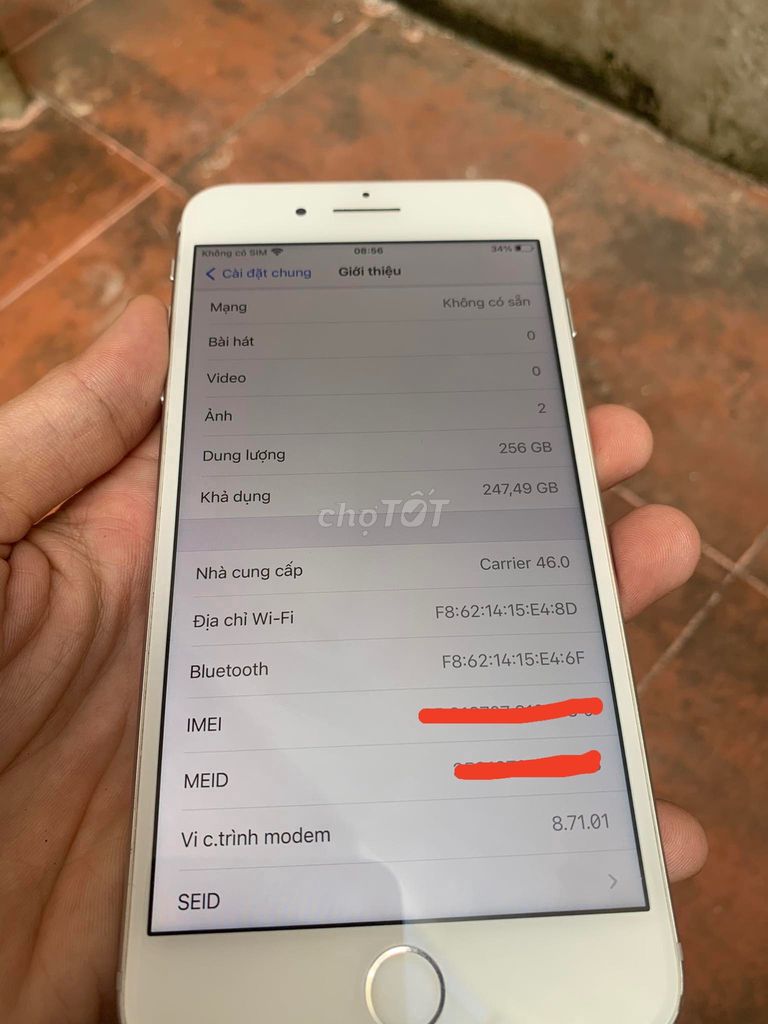 Không có SIM 08:56 34%
Cài đặt chung Giới thiệu
Mạng Không có sẵn
Bài hát 0
Video 0
Ảnh 2
Dung lượng 256 GB
Khả dụng 247,49 GB
chợTỐT
Nhà cung cấp Carrier 46.0
Địa chỉ Wi-Fi F8:62:14:15:E4:8D
Bluetooth F8:62:14:15:E4:6F
IMEI
MEID
Vi c.trình modem 8.71.01
SEID